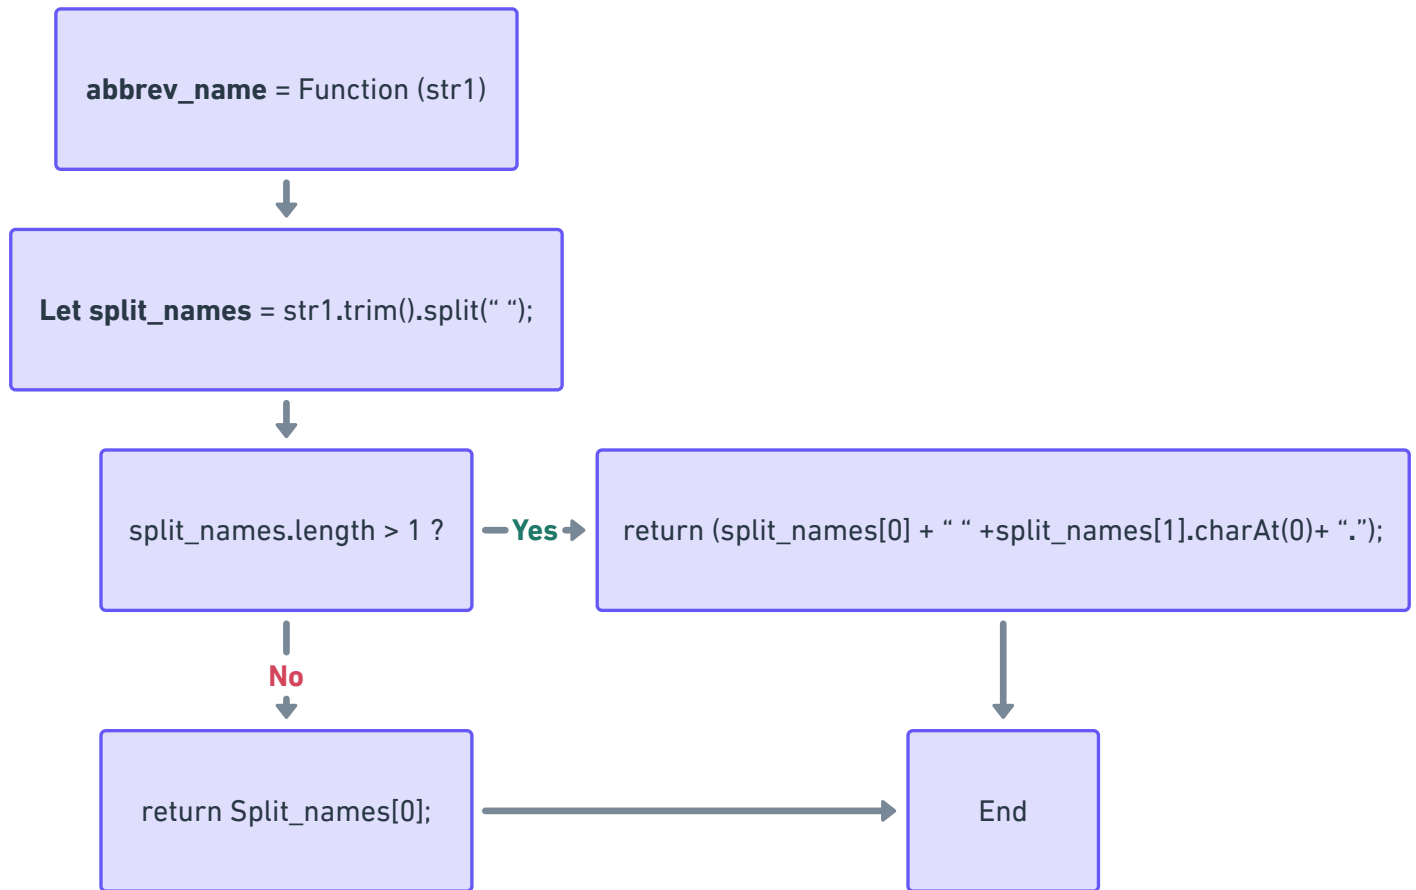 abbrev_name = Function (str1)
Let split_names = str1.trim().split(“ “);
split_names.length > 1 ?
Yes
return (split_names[0] + “ “ +split_names[1].charAt(0)+ “.”);
No
return Split_names[0];
End